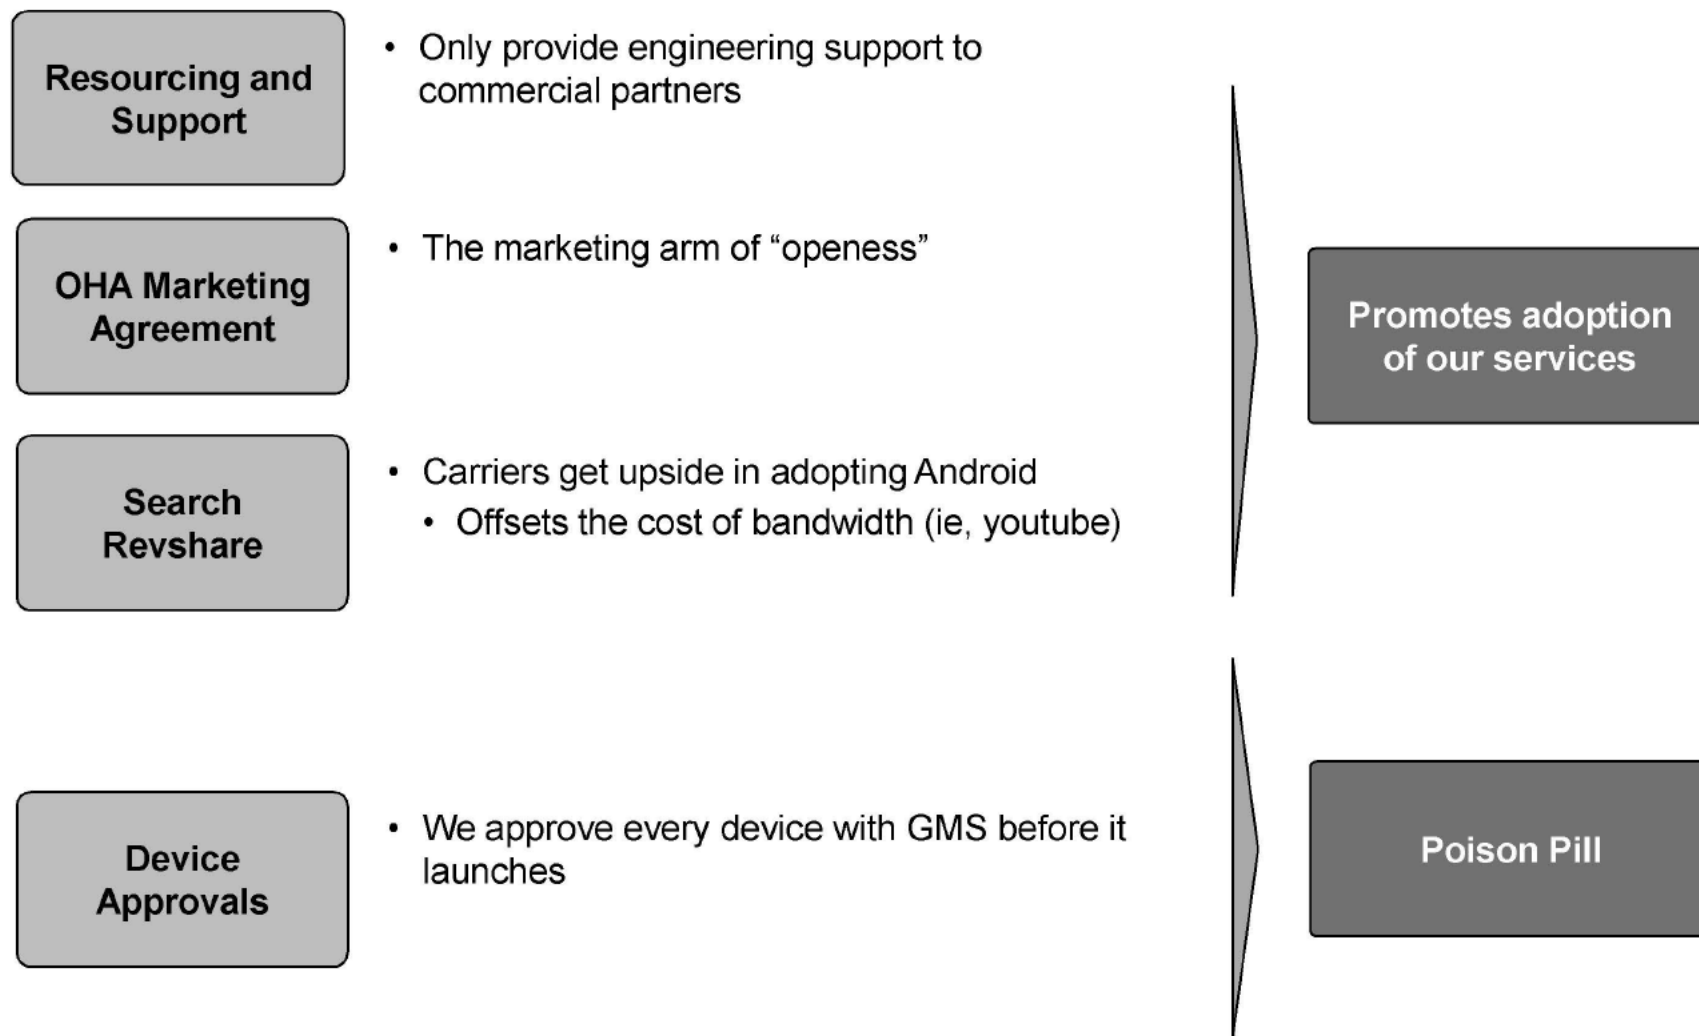 Resourcing and
Support
• Only provide engineering support to
commercial partners
OHA Marketing
Agreement
• The marketing arm of “openess”
Search
Revshare
• Carriers get upside in adopting Android
• Offsets the cost of bandwidth (ie, youtube)
Promotes adoption
of our services
Device
Approvals
• We approve every device with GMS before it
launches
Poison Pill